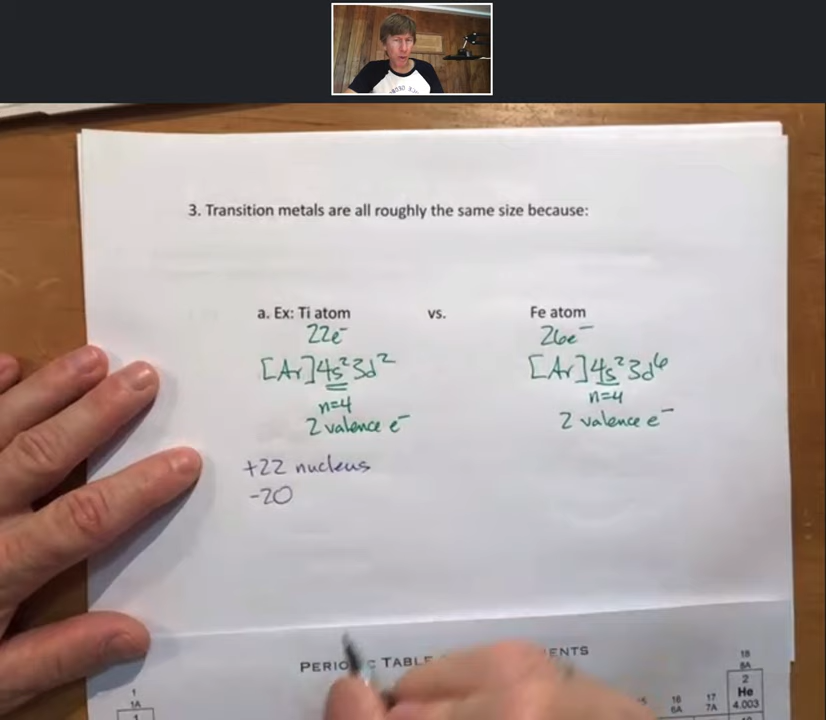 3. Transition metals are all roughly the same size because:
a. Ex: Ti atom vs. Fe atom
22e⁻ 26e⁻
[Ar]4s²3d² [Ar]4s²3d⁶
n=4 n=4
2 valence e⁻ 2 valence e⁻
+22 nucleus
-20
PERIO C TABLE ENTS
1 18
1A 8A
16 17 2
6A 7A He
1 4.003